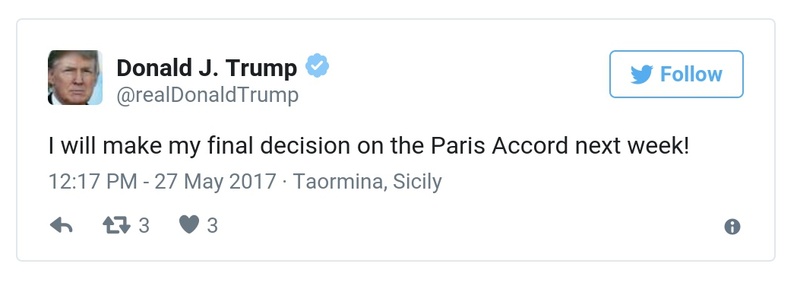 Donald J. Trump
@realDonaldTrump
Follow
I will make my final decision on the Paris Accord next week!
12:17 PM - 27 May 2017 · Taormina, Sicily
3 3